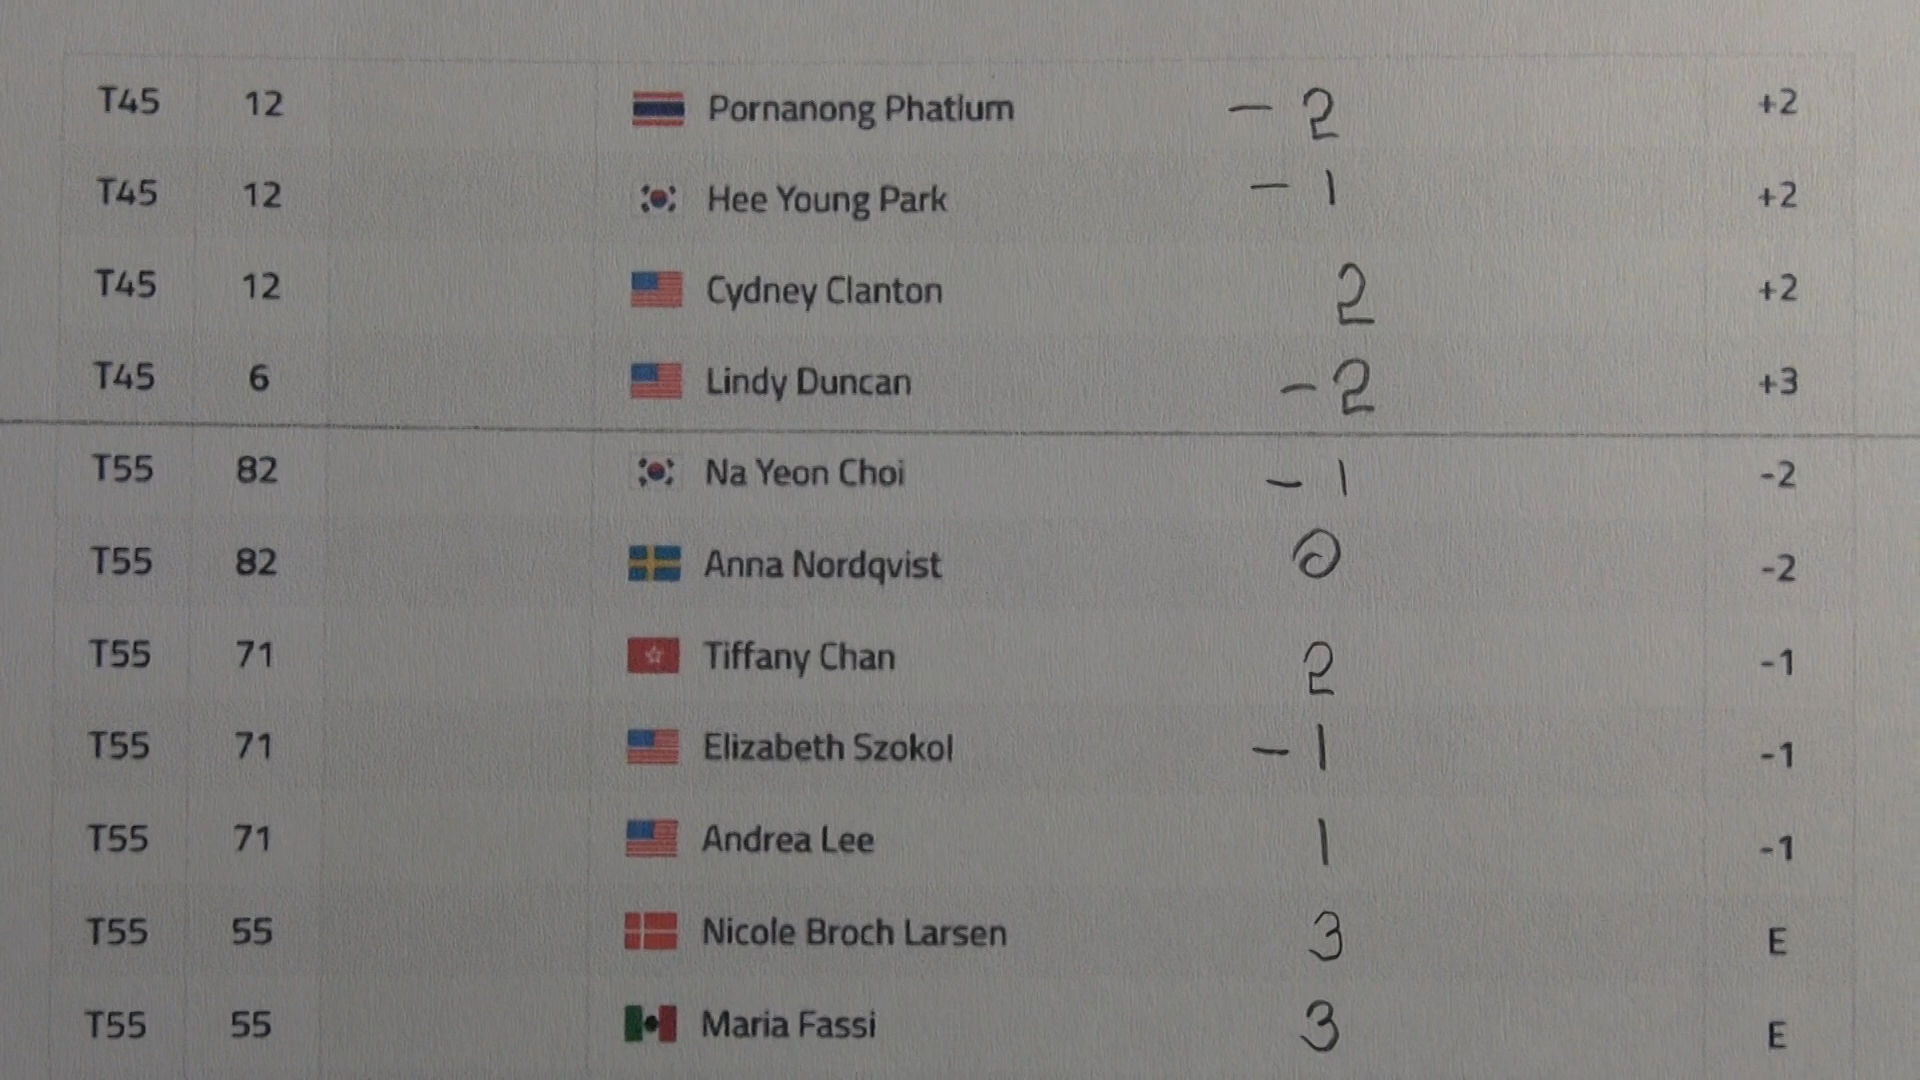 T45 12 Pornanong Phatlum - 2 +2
T45 12 Hee Young Park - 1 +2
T45 12 Cydney Clanton 2 +2
T45 6 Lindy Duncan - 2 +3
T55 82 Na Yeon Choi - 1 -2
T55 82 Anna Nordqvist 0 -2
T55 71 Tiffany Chan 2 -1
T55 71 Elizabeth Szokol - 1 -1
T55 71 Andrea Lee 1 -1
T55 55 Nicole Broch Larsen 3 E
T55 55 Maria Fassi 3 E